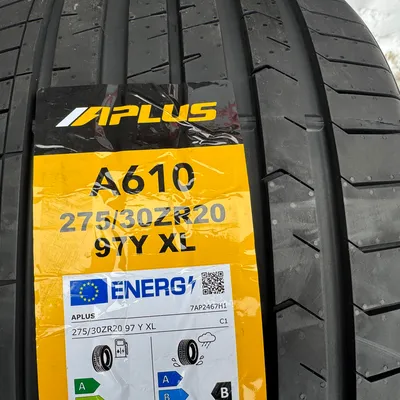 APLUS
A610
275/30ZR20
97Y XL
ENERG
APLUS 7AP2467H1
275/30ZR20 97 Y XL C1
A A
B B